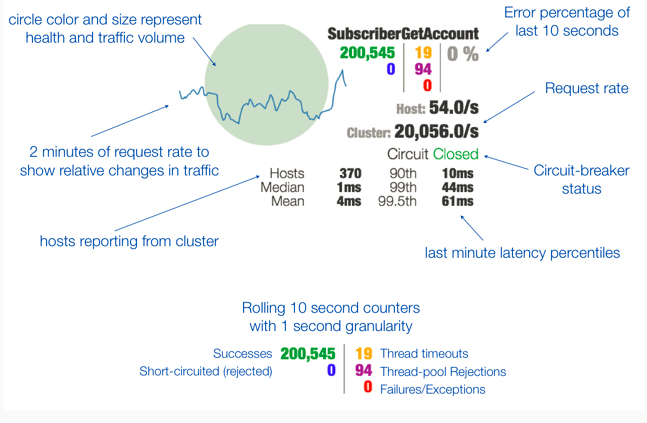 circle color and size represent
health and traffic volume
SubscriberGetAccount
200,545 19 0 %
0 94
0
Error percentage of
last 10 seconds
Host: 54.0/s
Cluster: 20,056.0/s
Request rate
2 minutes of request rate to
show relative changes in traffic
Circuit Closed
Circuit-breaker
status
Hosts 370 90th 10ms
Median 1ms 99th 44ms
Mean 4ms 99.5th 61ms
hosts reporting from cluster
last minute latency percentiles
Rolling 10 second counters
with 1 second granularity
Successes 200,545 19 Thread timeouts
Short-circuited (rejected) 0 94 Thread-pool Rejections
0 Failures/Exceptions